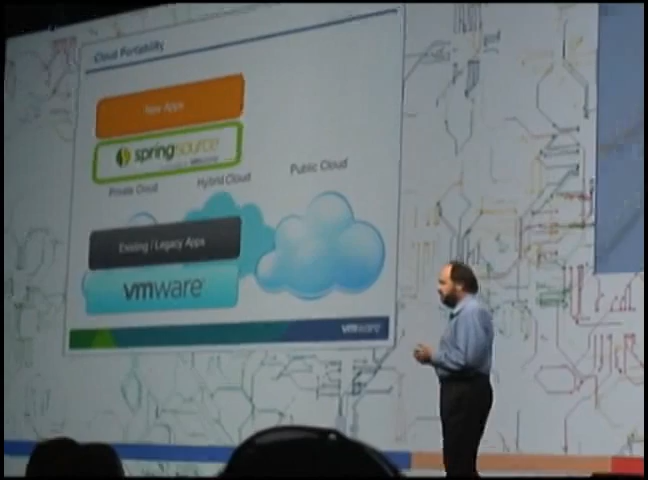 Cloud Portability
New Apps
springsource
Private Cloud
Hybrid Cloud
Public Cloud
Existing / Legacy Apps
vmware
vmware